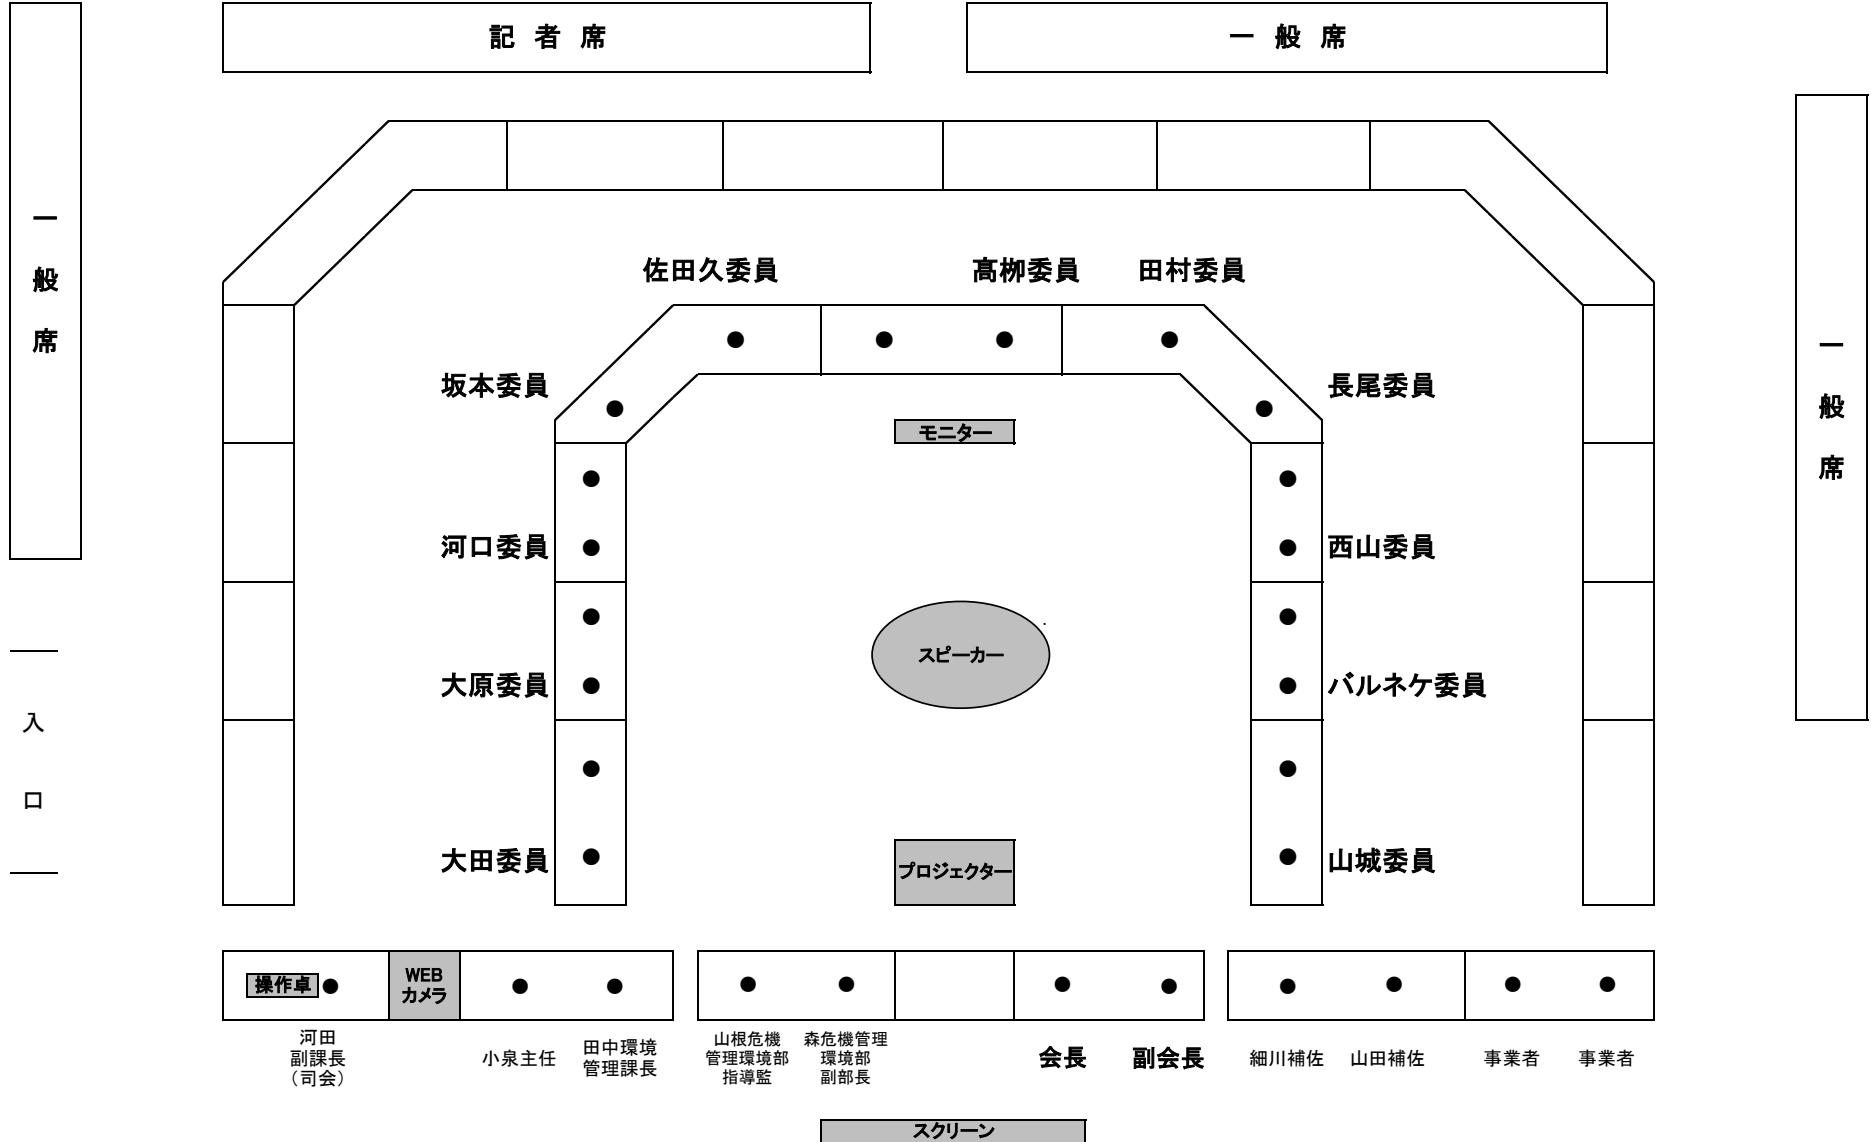 記 者 席
一 般 席
一
般
席
一
般
席
佐田久委員
髙栁委員
田村委員
坂本委員
長尾委員
モニター
河口委員
西山委員
スピーカー
大原委員
バルネケ委員
入
口
大田委員
プロジェクター
山城委員
操作卓
WEB
カメラ
河田
副課長
（司会）
小泉主任
田中環境
管理課長
山根危機
管理環境部
指導監
森危機管理
環境部
副部長
会長
副会長
細川補佐
山田補佐
事業者
事業者
スクリーン